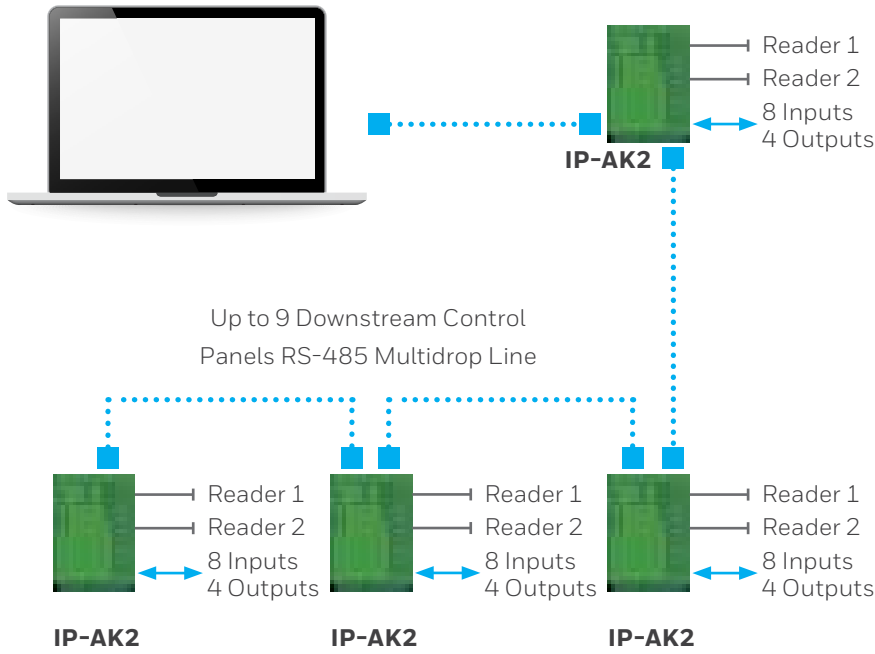 Reader 1
Reader 2
8 Inputs
4 Outputs
IP-AK2
Up to 9 Downstream Control
Panels RS-485 Multidrop Line
Reader 1
Reader 2
8 Inputs
4 Outputs
IP-AK2
Reader 1
Reader 2
8 Inputs
4 Outputs
IP-AK2
Reader 1
Reader 2
8 Inputs
4 Outputs
IP-AK2